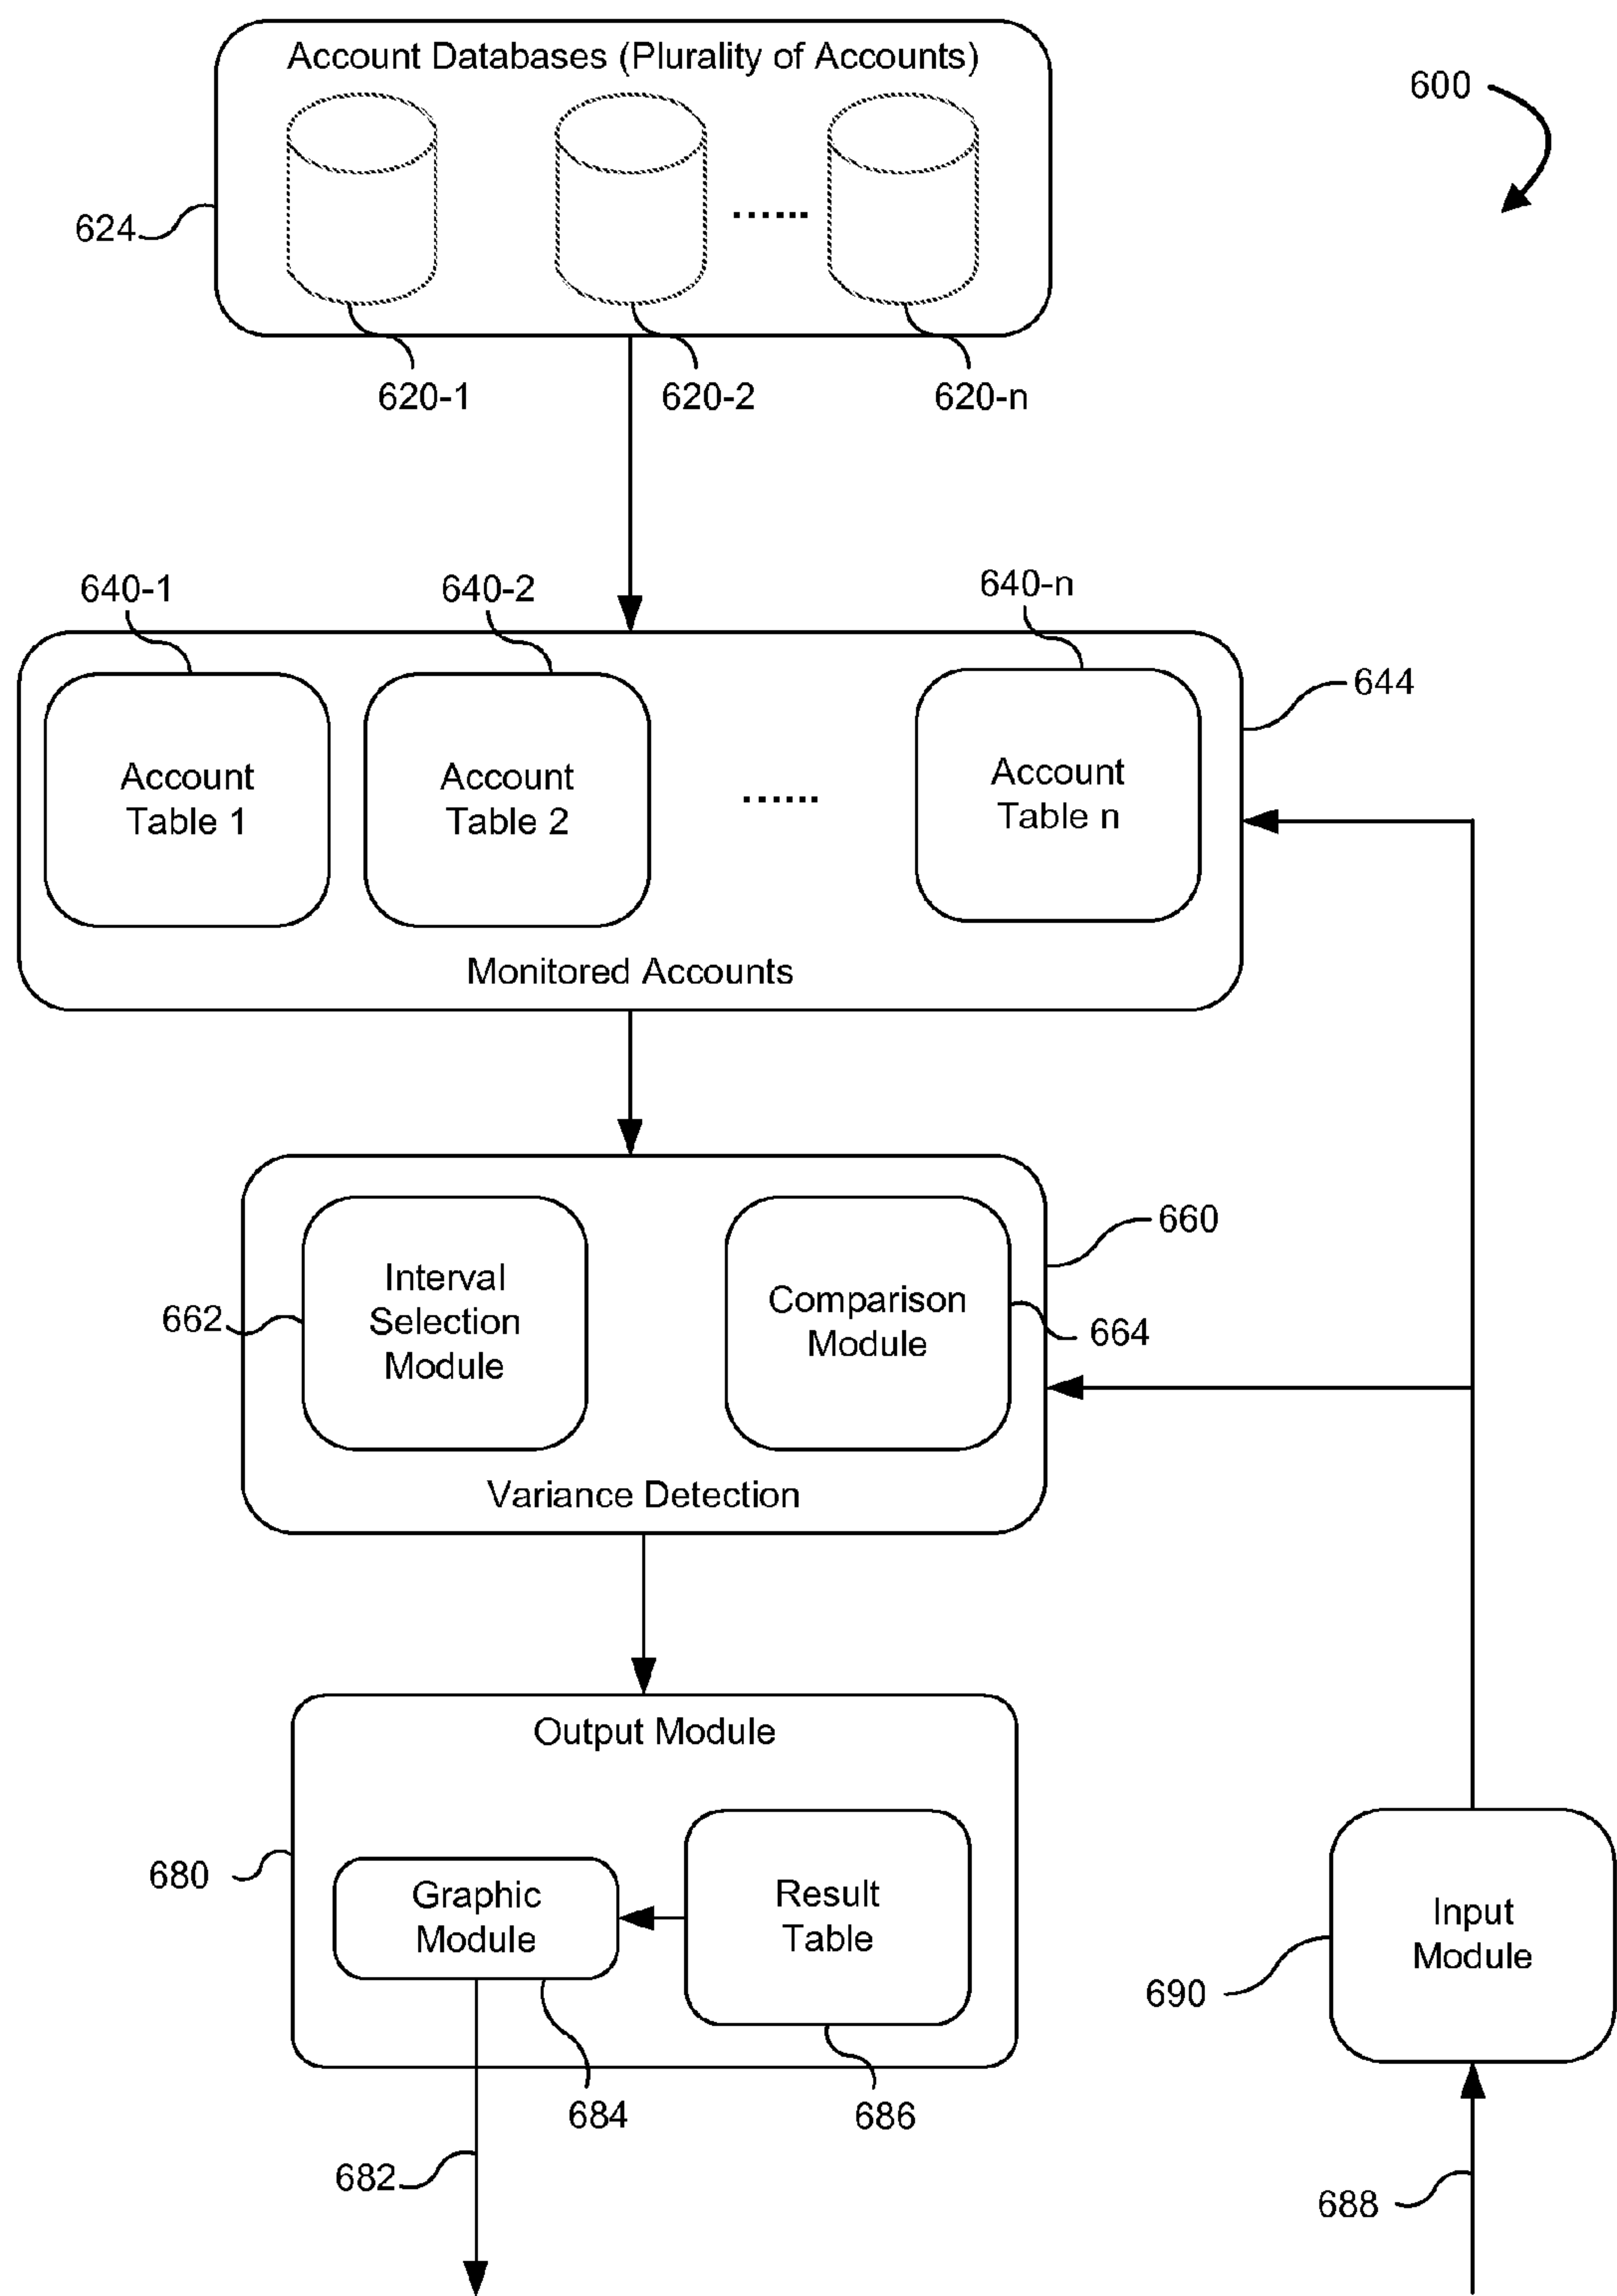 Account Databases (Plurality of Accounts)
600
......
624
620-1
620-2
620-n
640-1
640-2
640-n
644
Account
Table 1
Account
Table 2
......
Account
Table n
Monitored Accounts
660
Interval
Selection
Module
662
Comparison
Module
664
Variance Detection
Output Module
680
Graphic
Module
Result
Table
Input
Module
690
684
686
682
688